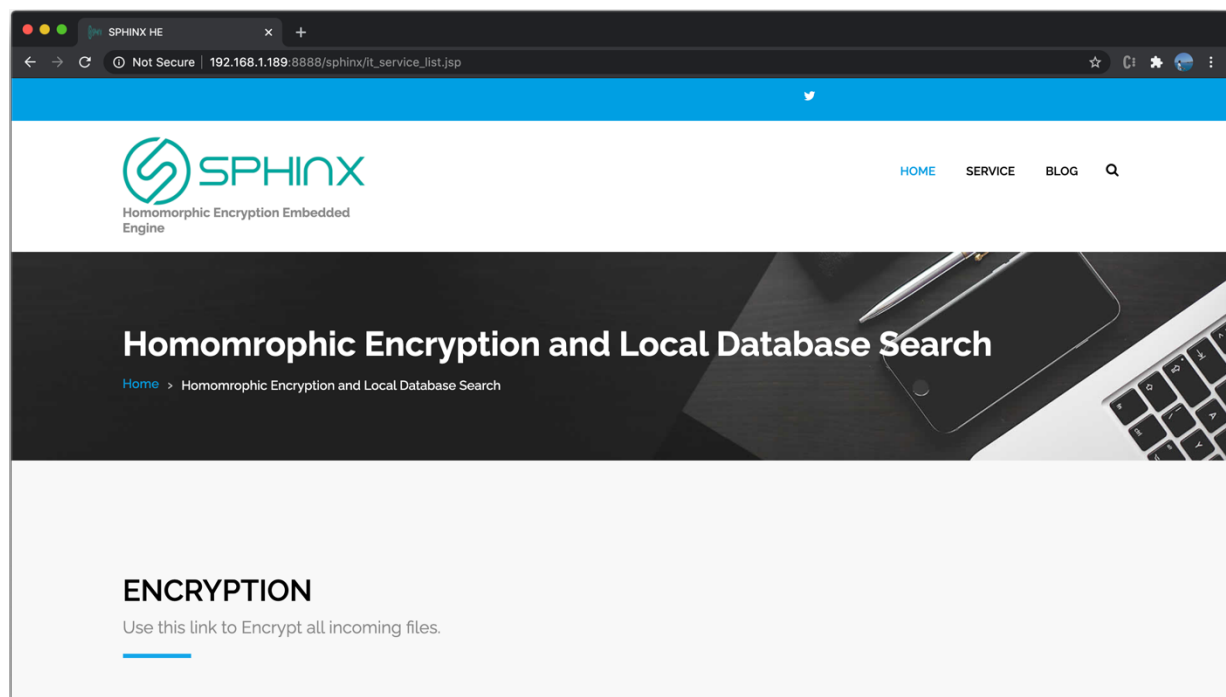 SPHINX HE
Not Secure | 192.168.1.189:8888/sphinx/it_service_list.jsp
SPHINX
Homomorphic Encryption Embedded
Engine
HOME SERVICE BLOG
Homomrophic Encryption and Local Database Search
Home > Homomrophic Encryption and Local Database Search
ENCRYPTION
Use this link to Encrypt all incoming files.